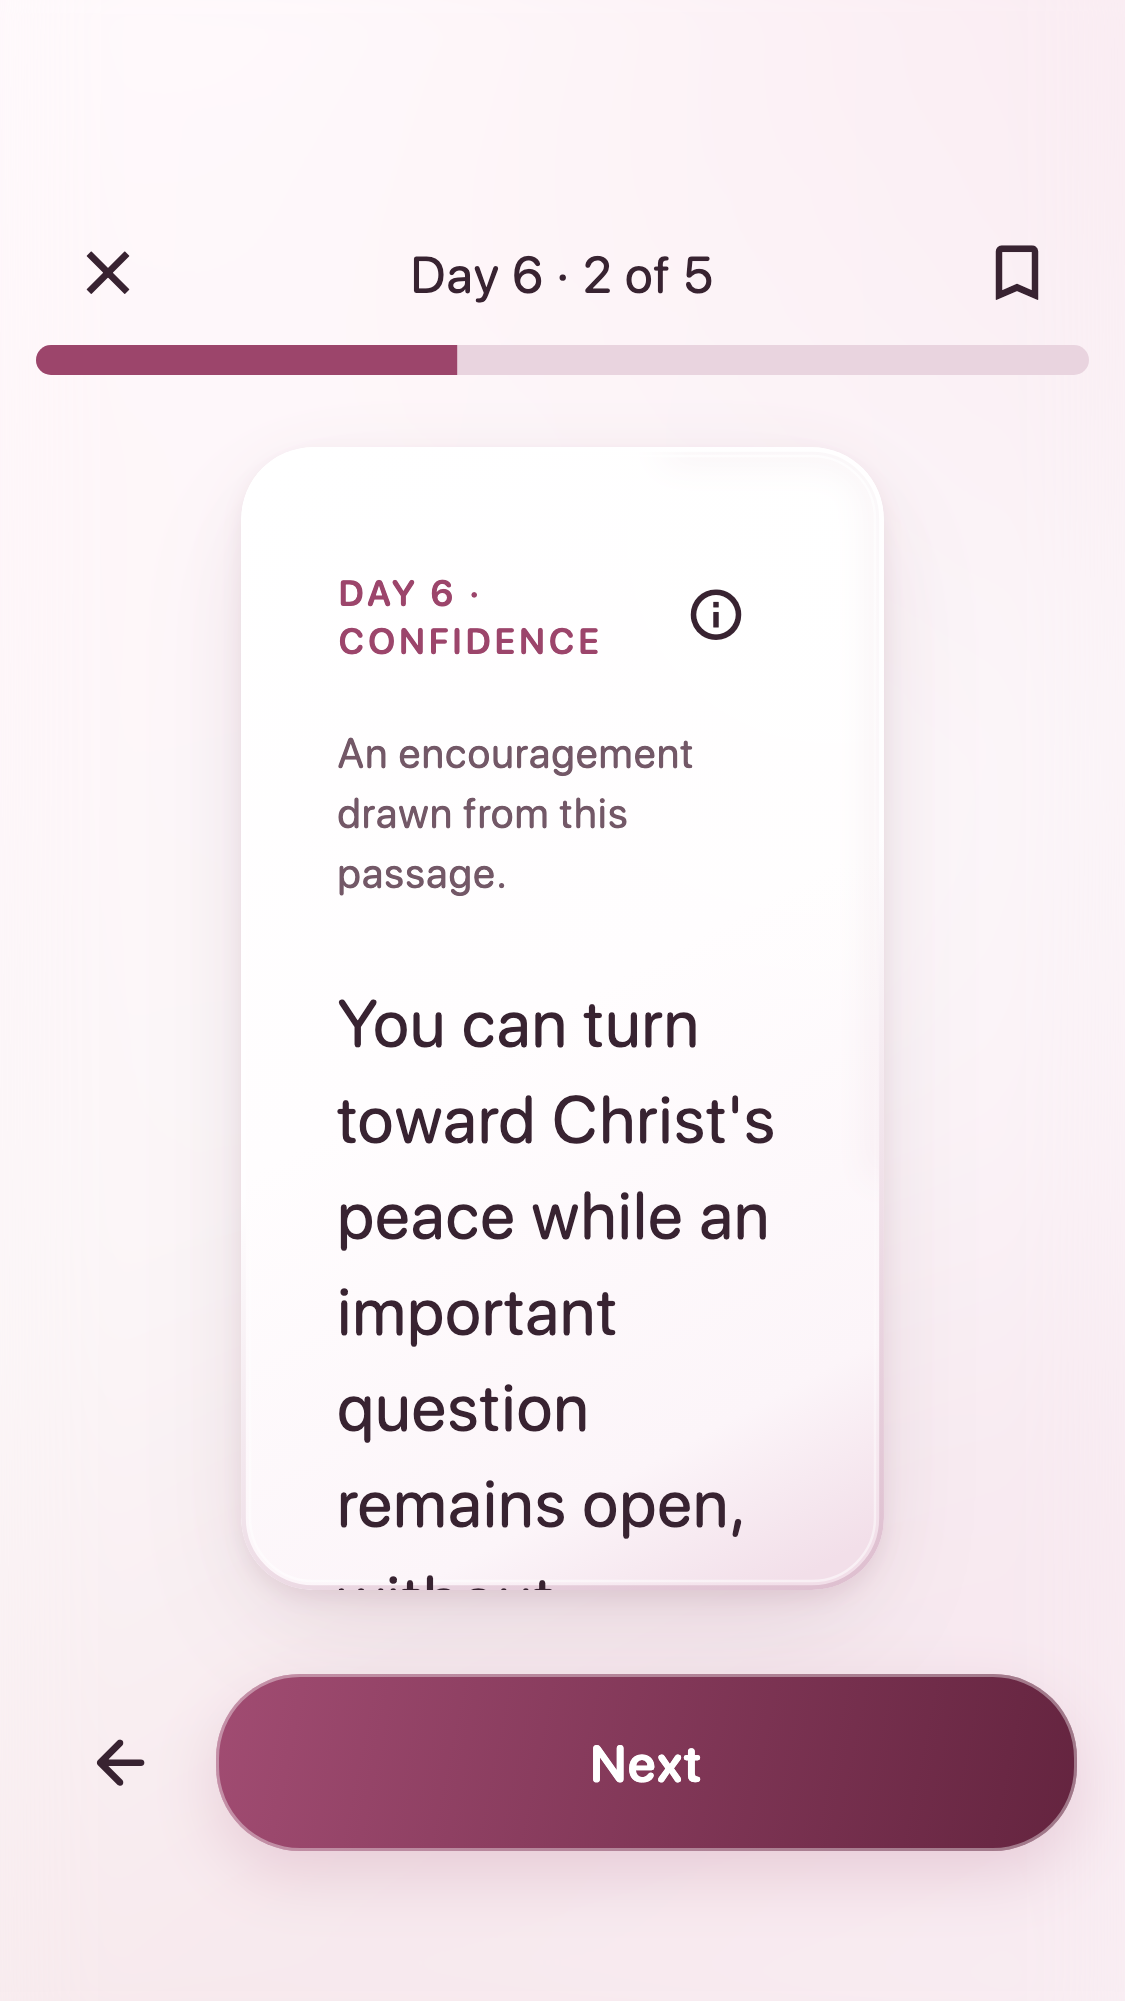 Day 6 · 2 of 5
DAY 6 ·
CONFIDENCE
An encouragement
drawn from this
passage.
You can turn
toward Christ's
peace while an
important
question
remains open,
without
Next